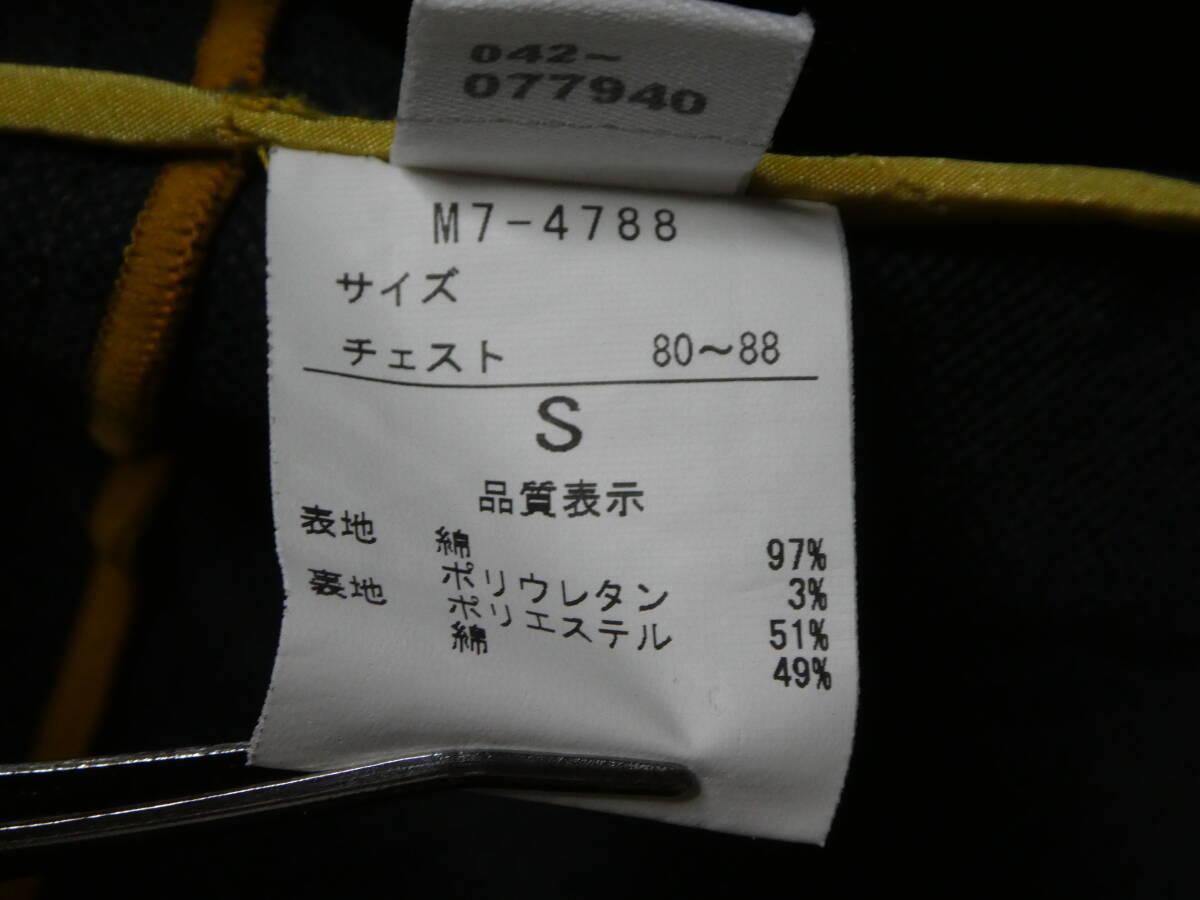 042~
077940
M7-4788
サイズ
チェスト 80~88
S
品質表示
表地 綿 97%
ポリウレタン 3%
裏地 ポリエステル 51%
綿 49%